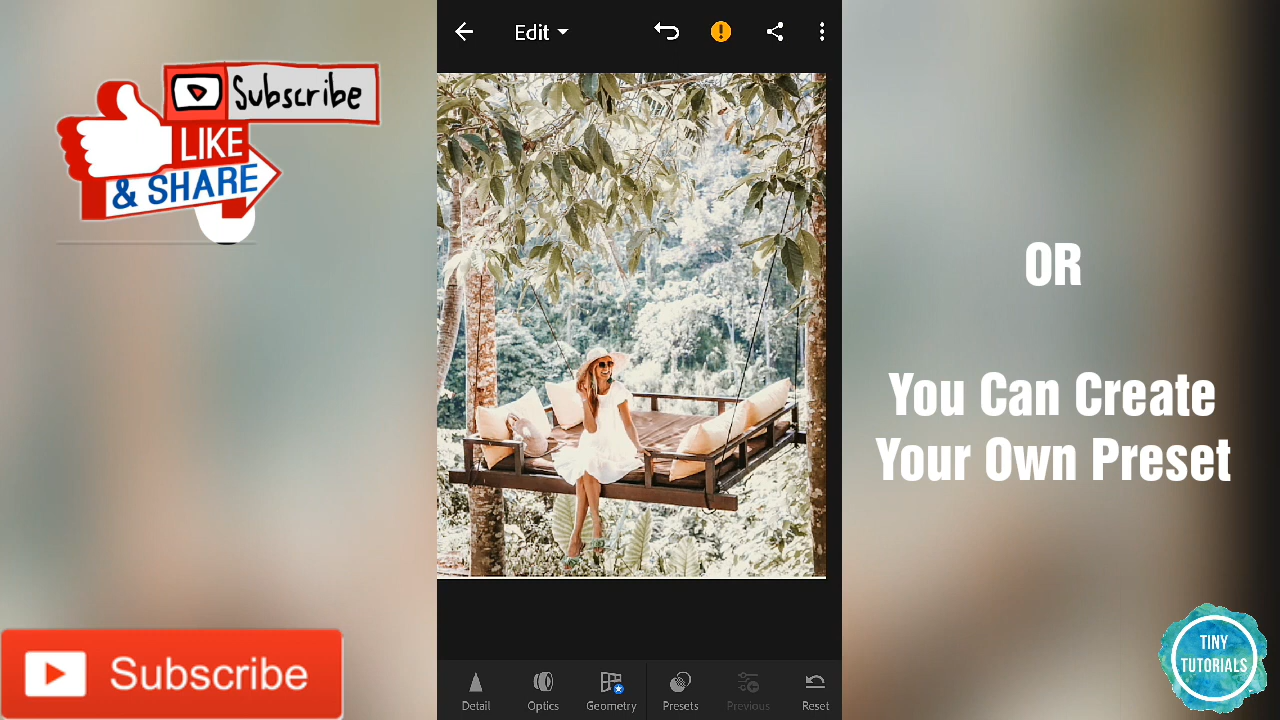 Subscribe
LIKE
& SHARE
Edit
OR
You Can Create
Your Own Preset
Subscribe
Detail
Optics
Geometry
Presets
Previous
Reset
TINY
TUTORIALS